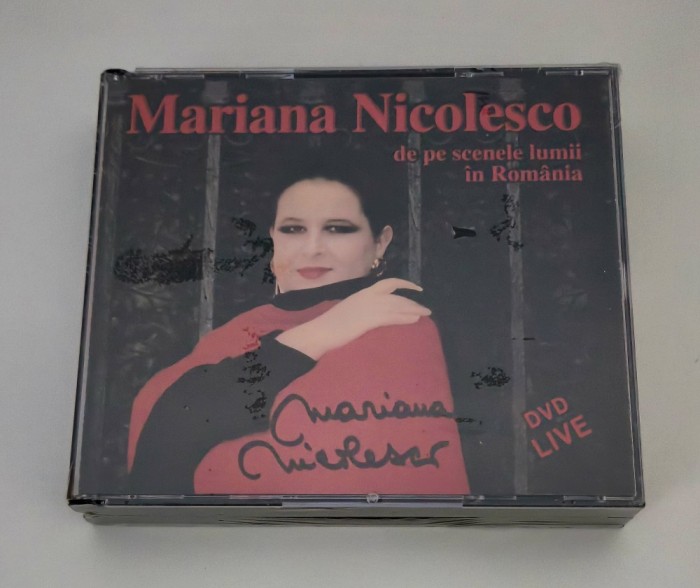 Mariana Nicolesco
de pe scenele lumii
în România
mariana
nicolesco
DVD
LIVE